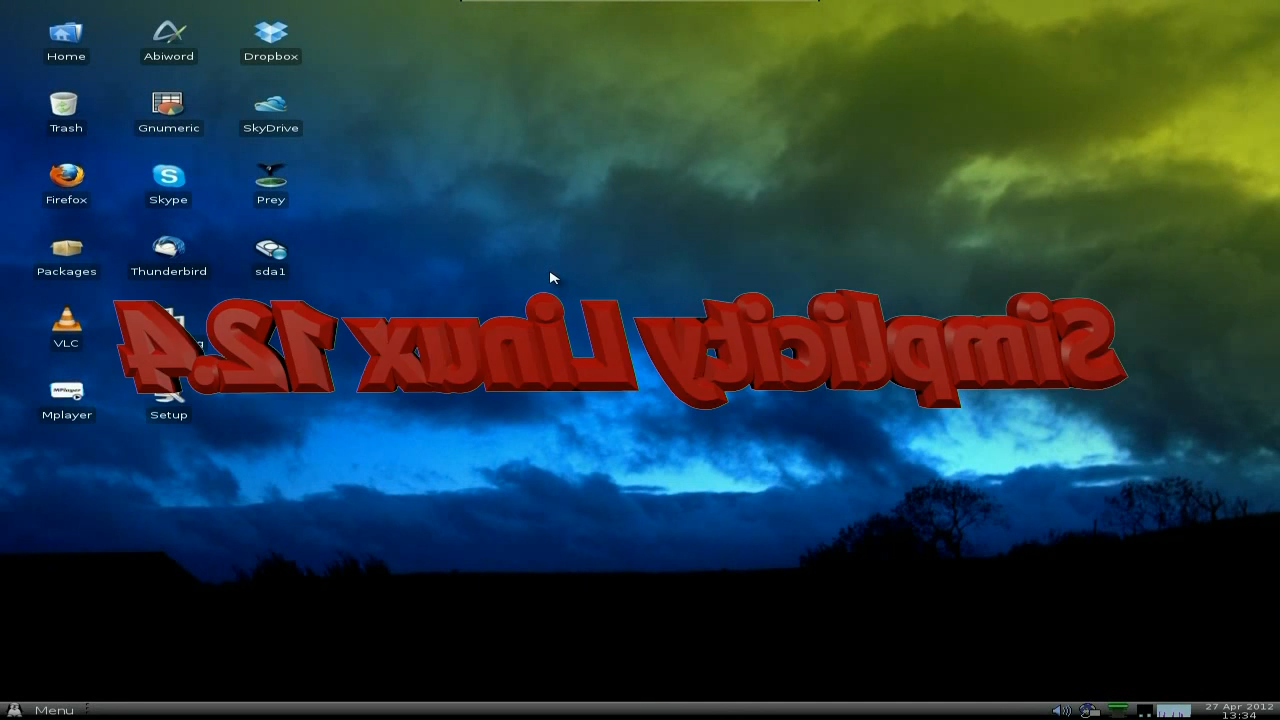 Home Abiword Dropbox
Trash Gnumeric SkyDrive
Firefox Skype Prey
Packages Thunderbird sda1
Simplicity Linux 12.4
VLC
Mplayer Setup
MPlayer
Menu
27 Apr 2012
13:34